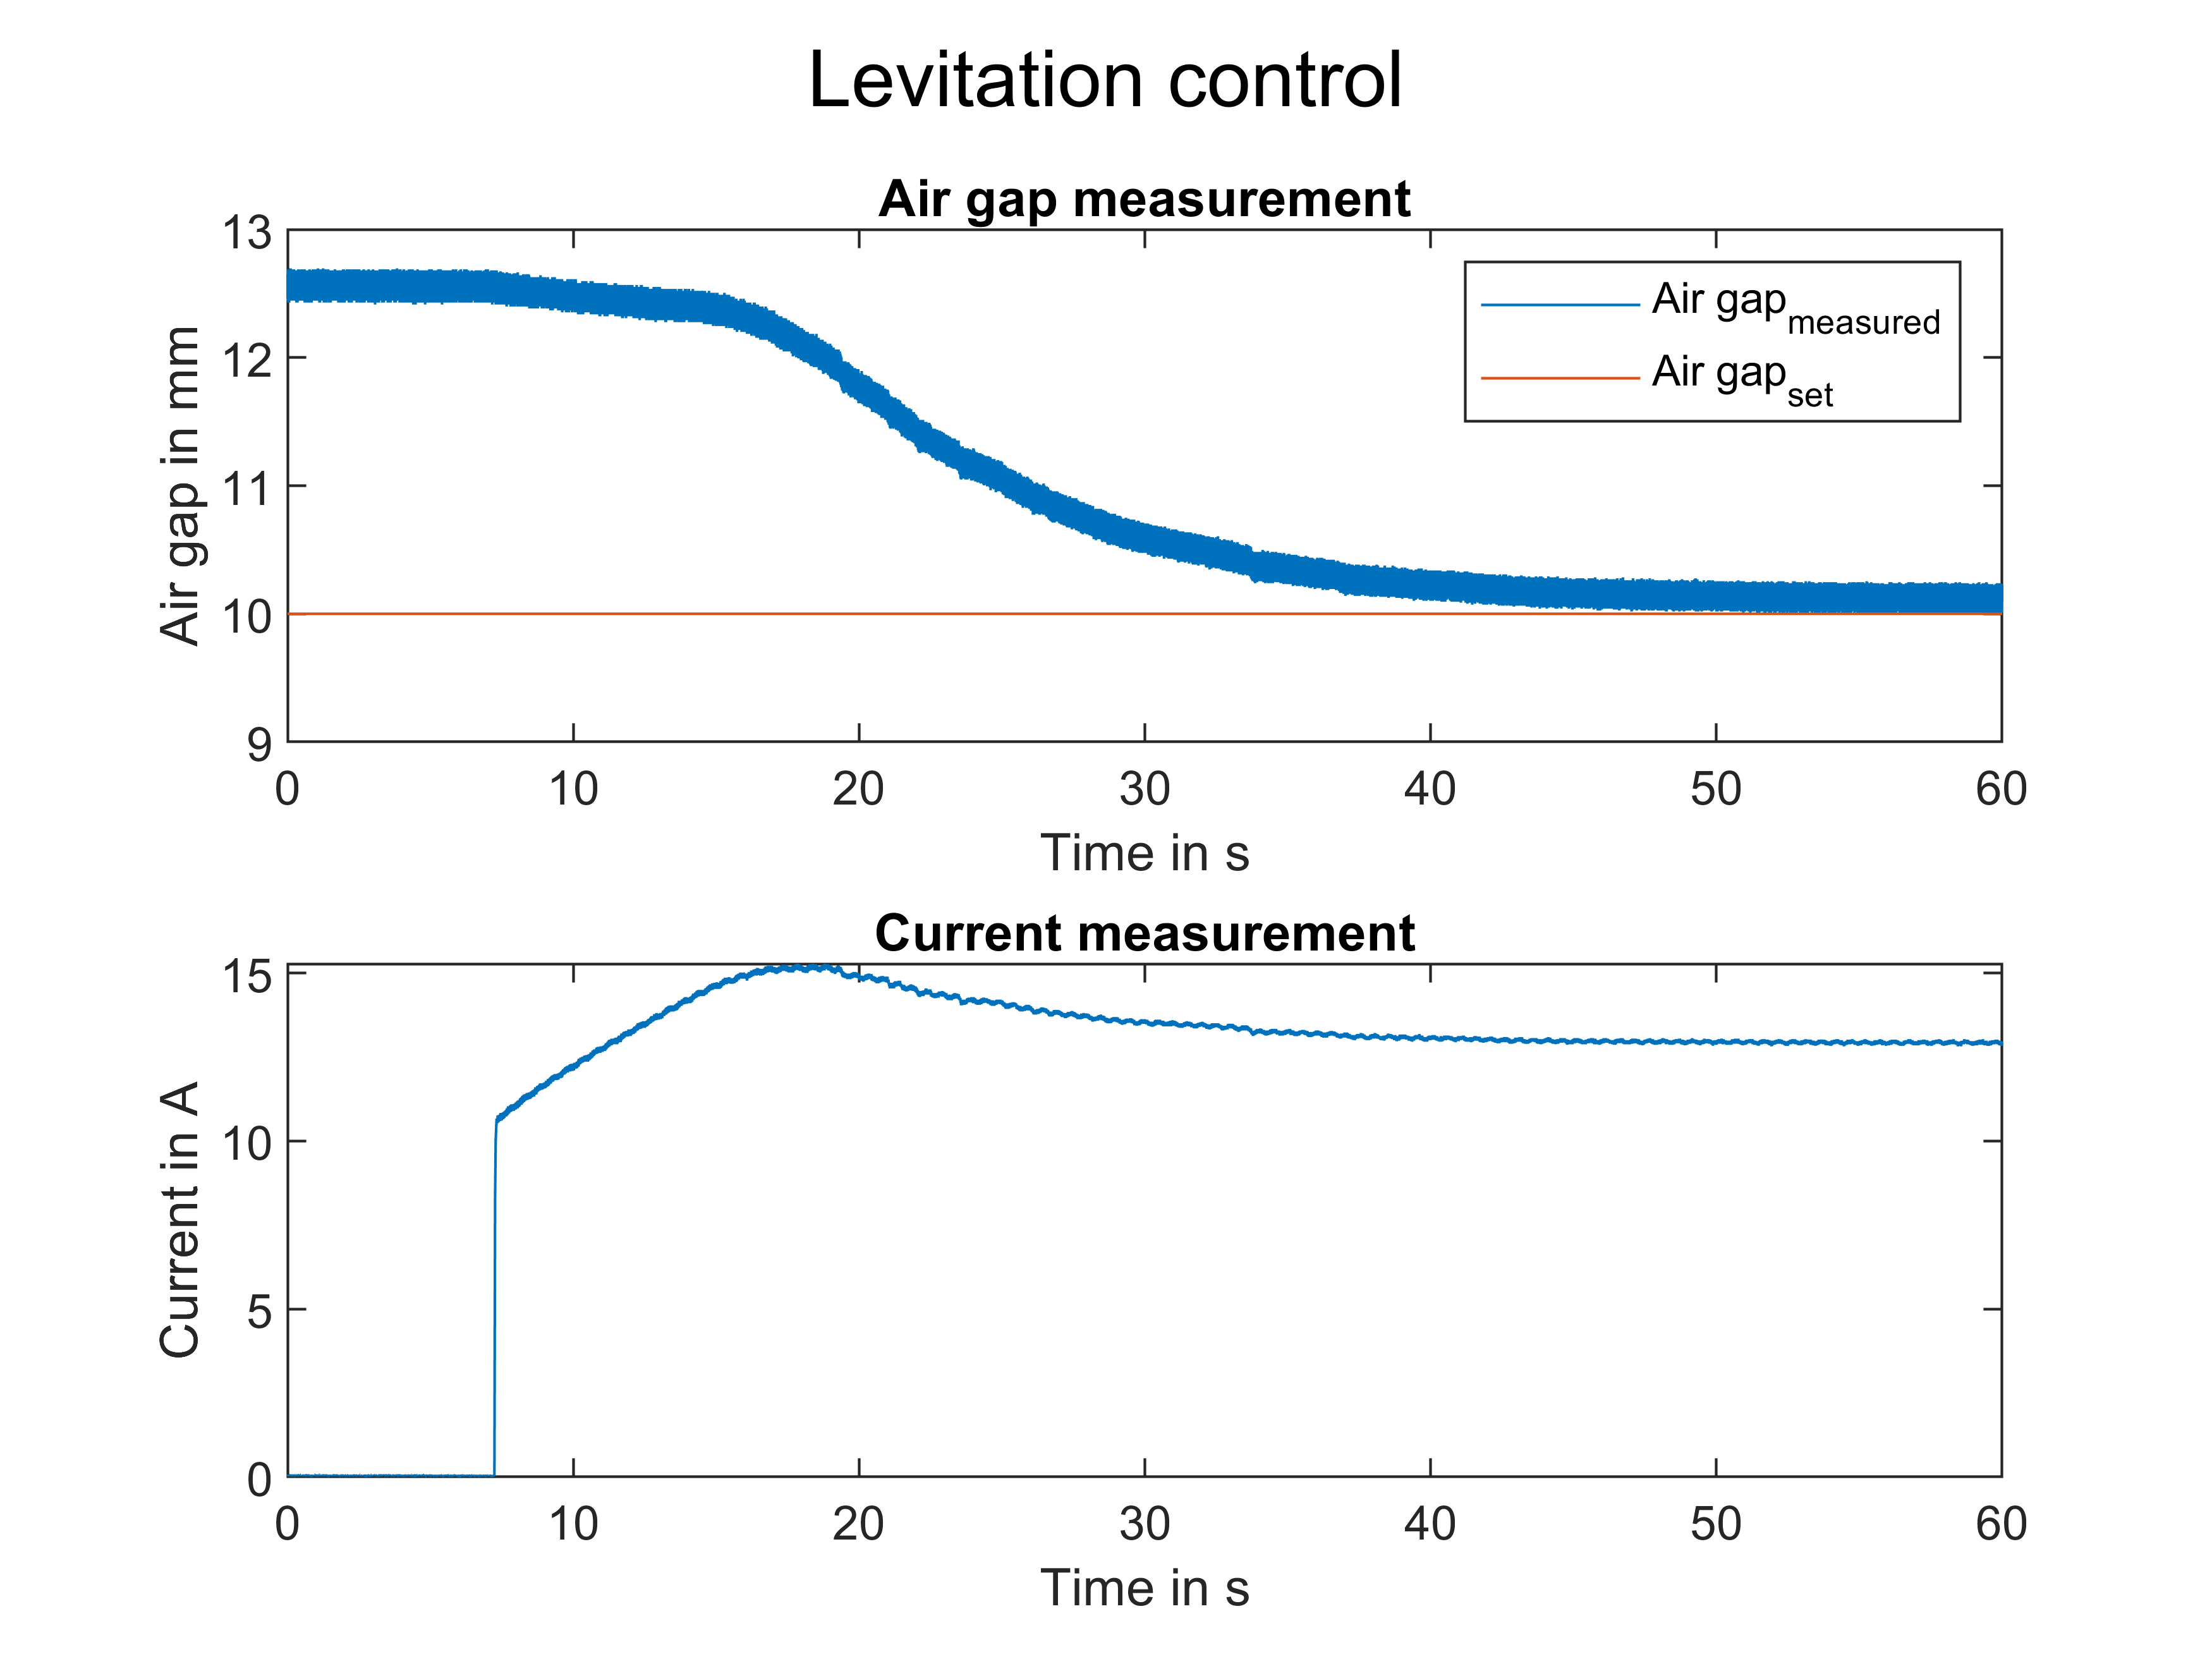 Levitation control
Air gap measurement
13
12
11
10
9
Air gap in mm
Air gap measured
Air gap set
0 10 20 30 40 50 60
Time in s
Current measurement
15
10
5
0
Current in A
0 10 20 30 40 50 60
Time in s